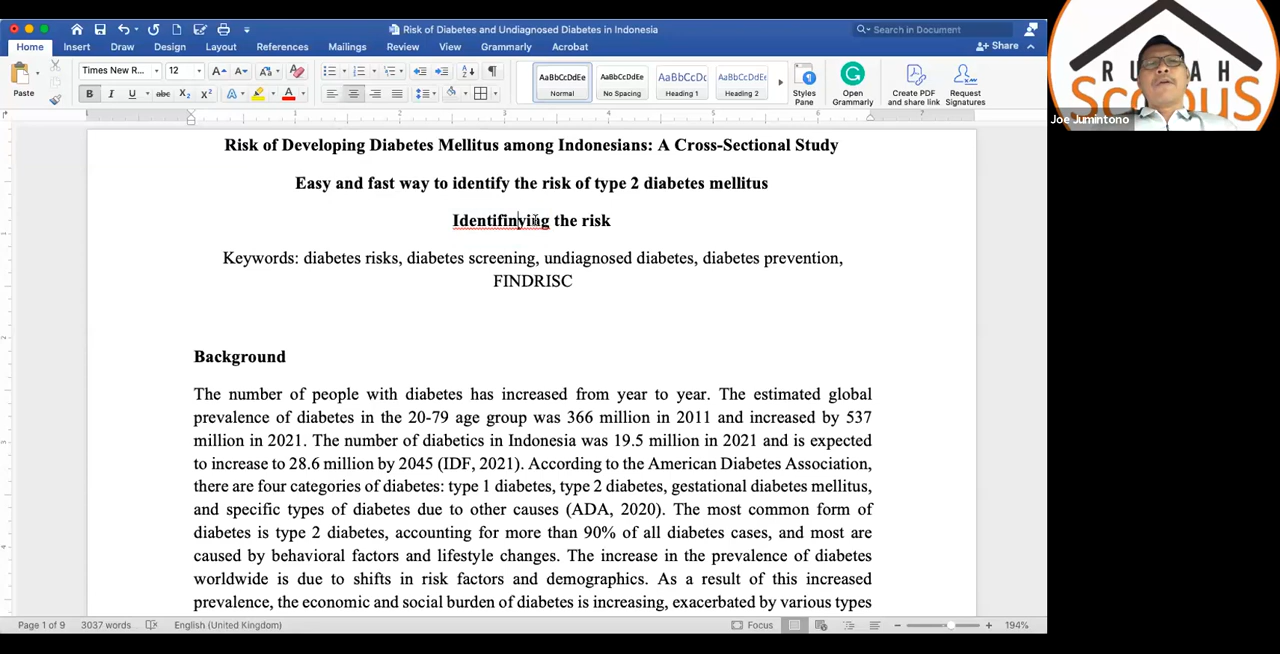 Risk of Diabetes and Undiagnosed Diabetes in Indonesia
Search in Document
Home Insert Draw Design Layout References Mailings Review View Grammarly Acrobat
Share
Paste
Times New R... 12
B I U abc X2 X2 A A
AaBbCcDdEe AaBbCcDdEe AaBbCcDc AaBbCcDdEe
Normal No Spacing Heading 1 Heading 2
Styles Pane
Open Grammarly
Create PDF and share link
Request Signatures
RUMAH
ScopuS
Joe Jumintono
1 2 3 4 5 6 7
Risk of Developing Diabetes Mellitus among Indonesians: A Cross-Sectional Study
Easy and fast way to identify the risk of type 2 diabetes mellitus
Identifinying the risk
Keywords: diabetes risks, diabetes screening, undiagnosed diabetes, diabetes prevention,
FINDRISC
Background
The number of people with diabetes has increased from year to year. The estimated global
prevalence of diabetes in the 20-79 age group was 366 million in 2011 and increased by 537
million in 2021. The number of diabetics in Indonesia was 19.5 million in 2021 and is expected
to increase to 28.6 million by 2045 (IDF, 2021). According to the American Diabetes Association,
there are four categories of diabetes: type 1 diabetes, type 2 diabetes, gestational diabetes mellitus,
and specific types of diabetes due to other causes (ADA, 2020). The most common form of
diabetes is type 2 diabetes, accounting for more than 90% of all diabetes cases, and most are
caused by behavioral factors and lifestyle changes. The increase in the prevalence of diabetes
worldwide is due to shifts in risk factors and demographics. As a result of this increased
prevalence, the economic and social burden of diabetes is increasing, exacerbated by various types
Page 1 of 9 3037 words English (United Kingdom) Focus 194%